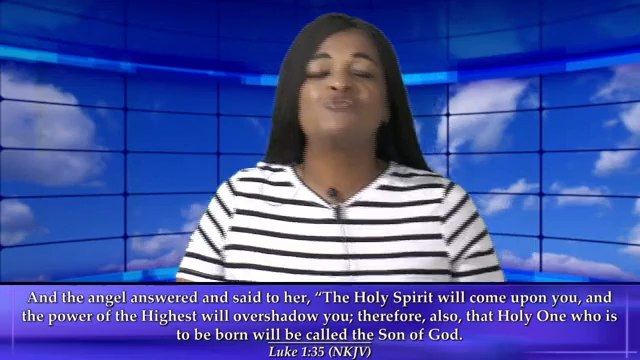 And the angel answered and said to her, “The Holy Spirit will come upon you, and
the power of the Highest will overshadow you; therefore, also, that Holy One who is
to be born will be called the Son of God.
Luke 1:35 (NKJV)